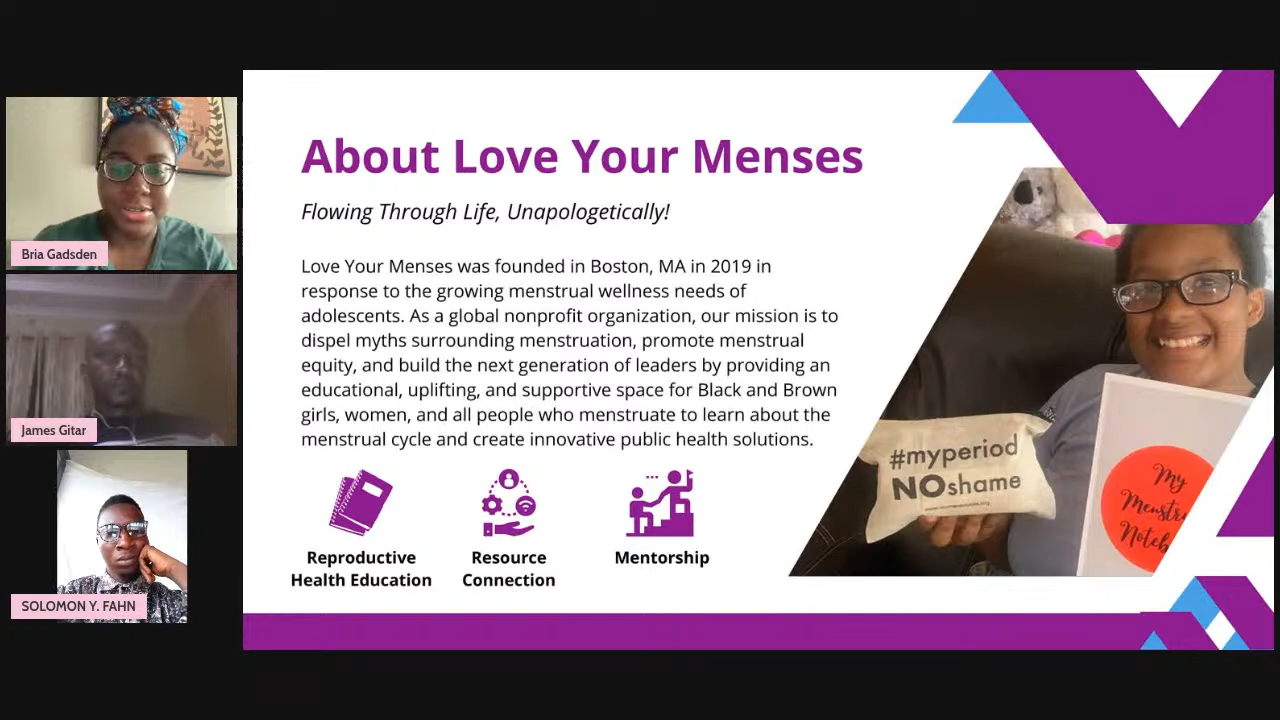 Bria Gadsden
James Gitar
SOLOMON Y. FAHN
About Love Your Menses
Flowing Through Life, Unapologetically!
Love Your Menses was founded in Boston, MA in 2019 in
response to the growing menstrual wellness needs of
adolescents. As a global nonprofit organization, our mission is to
dispel myths surrounding menstruation, promote menstrual
equity, and build the next generation of leaders by providing an
educational, uplifting, and supportive space for Black and Brown
girls, women, and all people who menstruate to learn about the
menstrual cycle and create innovative public health solutions.
Reproductive
Health Education
Resource
Connection
Mentorship
#myperiod
NOshame
My